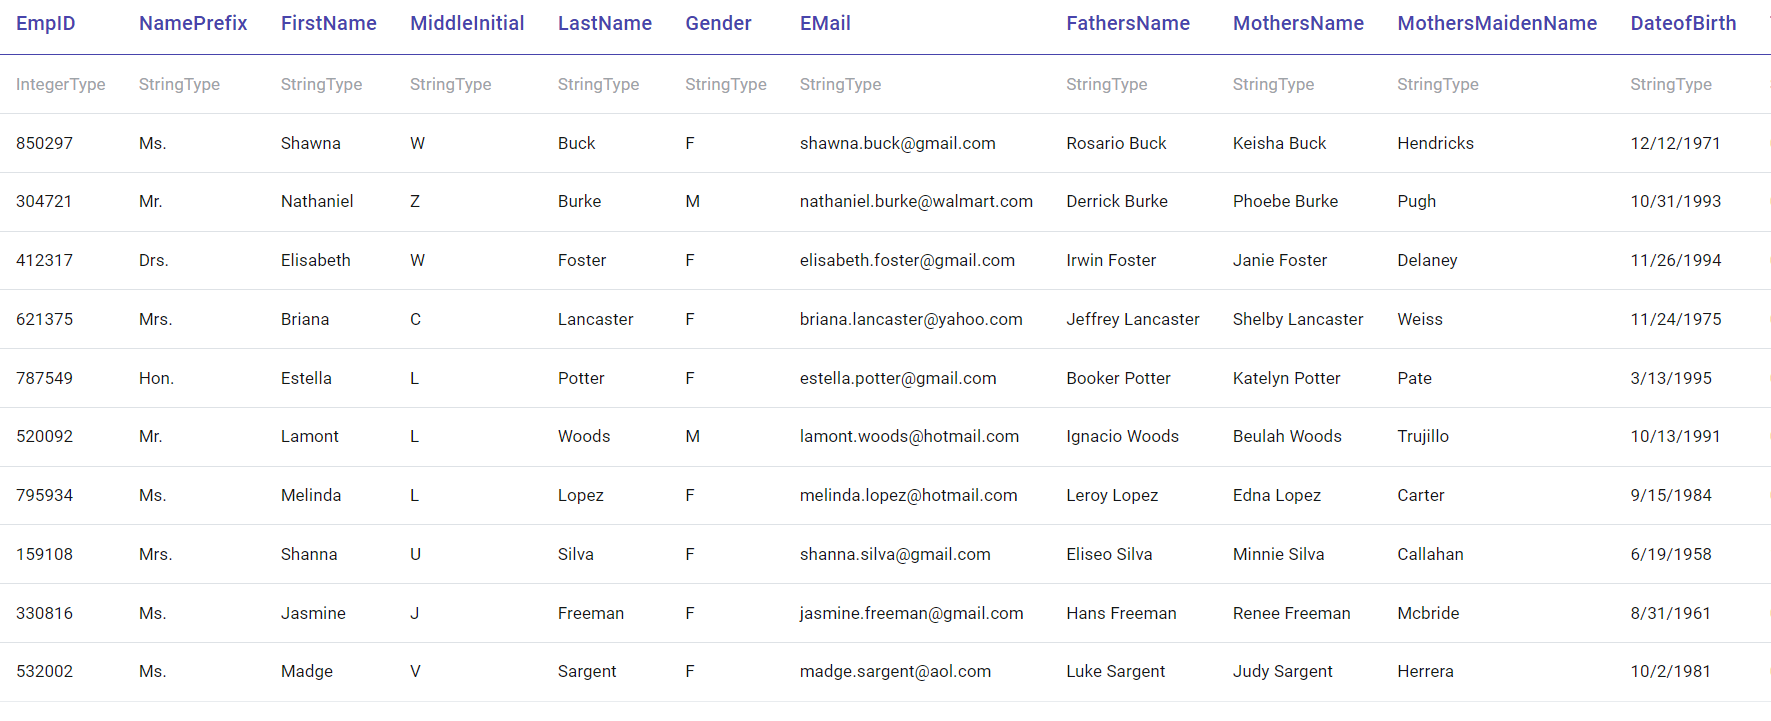 EmpID NamePrefix FirstName MiddleInitial LastName Gender EMail FathersName MothersName MothersMaidenName DateofBirth
IntegerType StringType StringType StringType StringType StringType StringType StringType StringType StringType StringType
850297 Ms. Shawna W Buck F shawna.buck@gmail.com Rosario Buck Keisha Buck Hendricks 12/12/1971
304721 Mr. Nathaniel Z Burke M nathaniel.burke@walmart.com Derrick Burke Phoebe Burke Pugh 10/31/1993
412317 Drs. Elisabeth W Foster F elisabeth.foster@gmail.com Irwin Foster Janie Foster Delaney 11/26/1994
621375 Mrs. Briana C Lancaster F briana.lancaster@yahoo.com Jeffrey Lancaster Shelby Lancaster Weiss 11/24/1975
787549 Hon. Estella L Potter F estella.potter@gmail.com Booker Potter Katelyn Potter Pate 3/13/1995
520092 Mr. Lamont L Woods M lamont.woods@hotmail.com Ignacio Woods Beulah Woods Trujillo 10/13/1991
795934 Ms. Melinda L Lopez F melinda.lopez@hotmail.com Leroy Lopez Edna Lopez Carter 9/15/1984
159108 Mrs. Shanna U Silva F shanna.silva@gmail.com Eliseo Silva Minnie Silva Callahan 6/19/1958
330816 Ms. Jasmine J Freeman F jasmine.freeman@gmail.com Hans Freeman Renee Freeman Mcbride 8/31/1961
532002 Ms. Madge V Sargent F madge.sargent@aol.com Luke Sargent Judy Sargent Herrera 10/2/1981